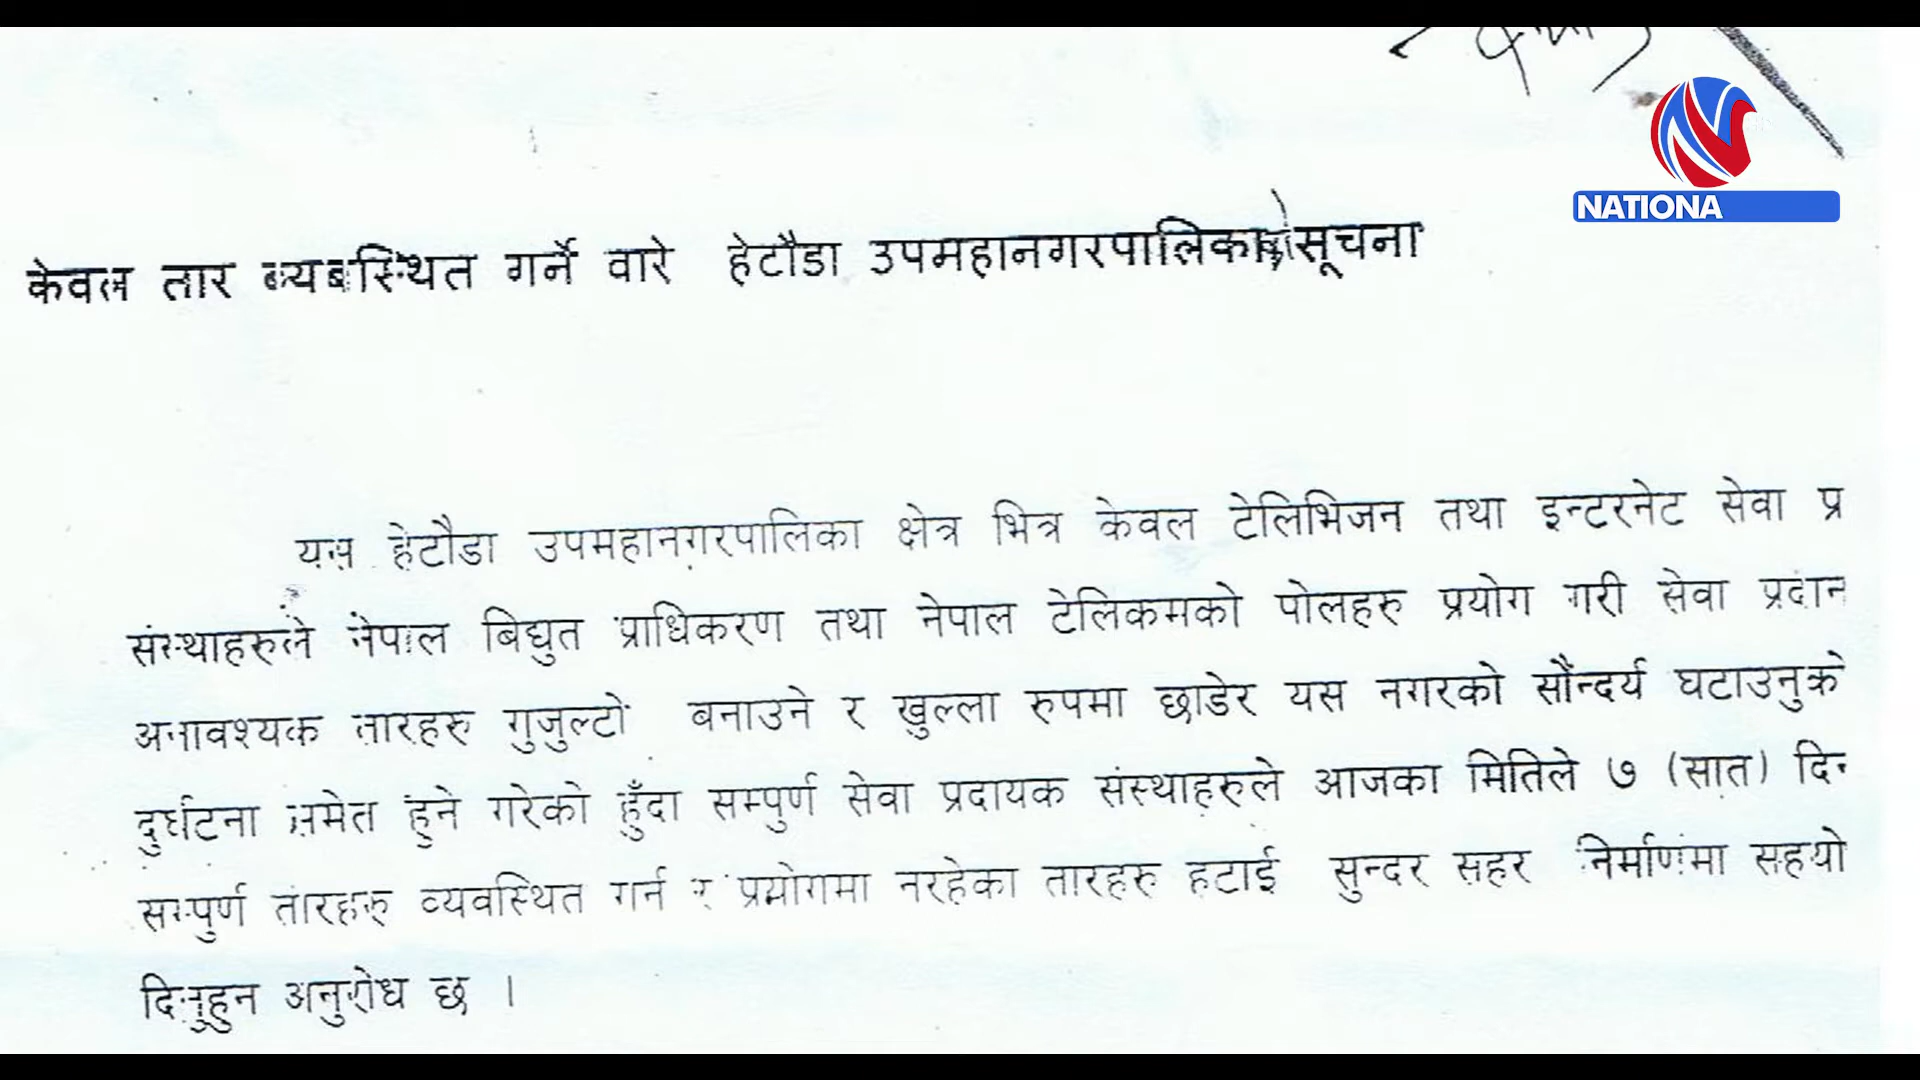 NATIONA
केवल तार ब्यबस्थित गर्ने वारे हेटौडा उपमहानगरपालिकाको सूचना
यस हेटौडा उपमहानगरपालिका क्षेत्र भित्र केवल टेलिभिजन तथा इन्टरनेट सेवा प्र
संस्थाहरुले नेपाल बिद्युत प्राधिकरण तथा नेपाल टेलिकमको पोलहरु प्रयोग गरी सेवा प्रदान
अनावश्यक तारहरु गुजुल्टो बनाउने र खुल्ला रुपमा छाडेर यस नगरको सौन्दर्य घटाउनुको
दुर्घटना समेत हुने गरेको हुँदा सम्पुर्ण सेवा प्रदायक संस्थाहरुले आजका मितिले ७ (सात) दिन
सम्पुर्ण तारहरु व्यवस्थित गर्न र प्रयोगमा नरहेका तारहरु हटाई सुन्दर सहर निर्माणमा सहयो
दिनुहुन अनुरोध छ ।